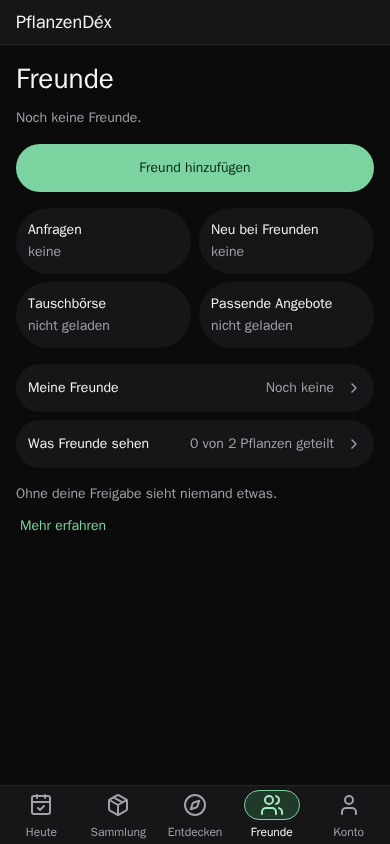 PflanzenDéx
Freunde
Noch keine Freunde.
Freund hinzufügen
Anfragen
keine
Neu bei Freunden
keine
Tauschbörse
nicht geladen
Passende Angebote
nicht geladen
Meine Freunde Noch keine
Was Freunde sehen 0 von 2 Pflanzen geteilt
Ohne deine Freigabe sieht niemand etwas.
Mehr erfahren
Heute Sammlung Entdecken Freunde Konto